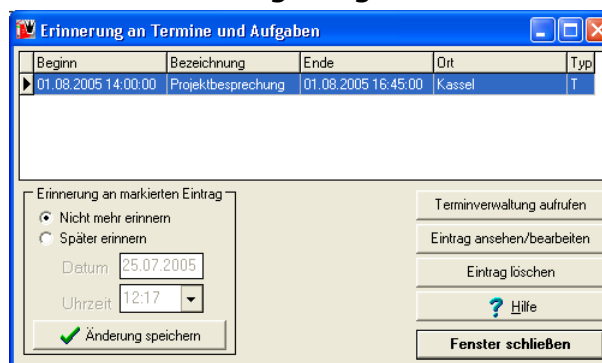 Erinnerung an Termine und Aufgaben
Beginn Bezeichnung Ende Ort Typ
01.08.2005 14:00:00 Projektbesprechung 01.08.2005 16:45:00 Kassel T
Erinnerung an markierten Eintrag
Nicht mehr erinnern
Später erinnern
Datum 25.07.2005
Uhrzeit 12:17
Änderung speichern
Terminverwaltung aufrufen
Eintrag ansehen/bearbeiten
Eintrag löschen
Hilfe
Fenster schließen